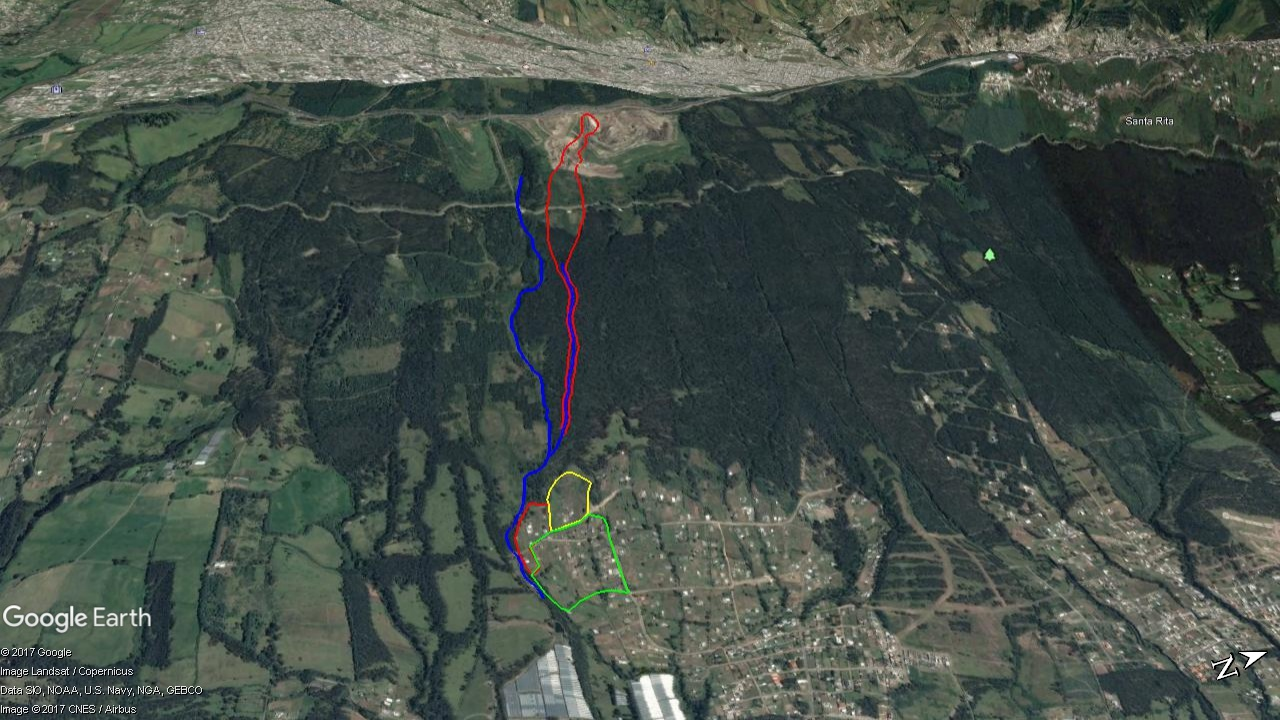 Santa Rita
Google Earth
© 2017 Google
Image Landsat / Copernicus
Data SIO, NOAA, U.S. Navy, NGA, GEBCO
Image © 2017 CNES / Airbus
N